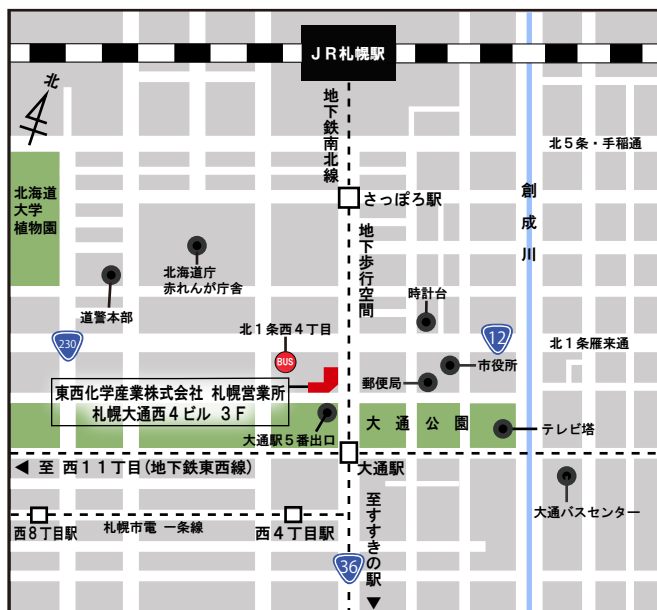 JR札幌駅
北
地下鉄南北線
北5条・手稲通
北海道
大学
植物園
さっぽろ駅
創成川
地下歩行空間
北海道庁
赤れんが庁舎
道警本部
時計台
北1条西4丁目
230
12
北1条雁来通
BUS
市役所
郵便局
東西化学産業株式会社 札幌営業所
札幌大通西4ビル 3F
大通公園
テレビ塔
大通駅5番出口
◀ 至 西11丁目(地下鉄東西線)
大通駅
至すすきの駅
▼
大通バスセンター
札幌市電 一条線
西8丁目駅
西4丁目駅
36